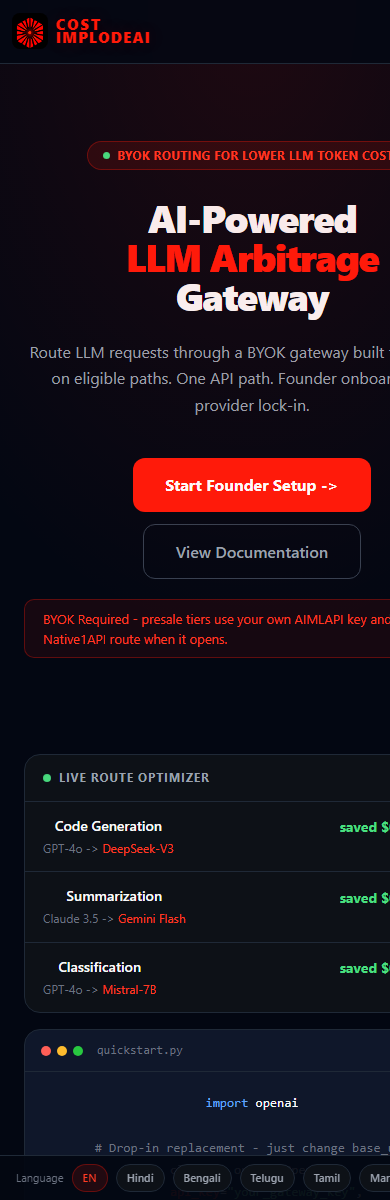 COST
IMPLODEAI
BYOK ROUTING FOR LOWER LLM TOKEN COST
AI-Powered
LLM Arbitrage
Gateway
Route LLM requests through a BYOK gateway built
on eligible paths. One API path. Founder
provider lock-in.
Start Founder Setup ->
View Documentation
BYOK Required - presale tiers use your own AIMLAPI key and
Native1API route when it opens.
LIVE ROUTE OPTIMIZER
Code Generation
saved
GPT-4o -> DeepSeek-V3
Summarization
saved
Claude 3.5 -> Gemini Flash
Classification
saved
GPT-4o -> Mistral-7B
quickstart.py
import openai
# Drop-in replacement - just change
Language EN Hindi Bengali Telugu Tamil